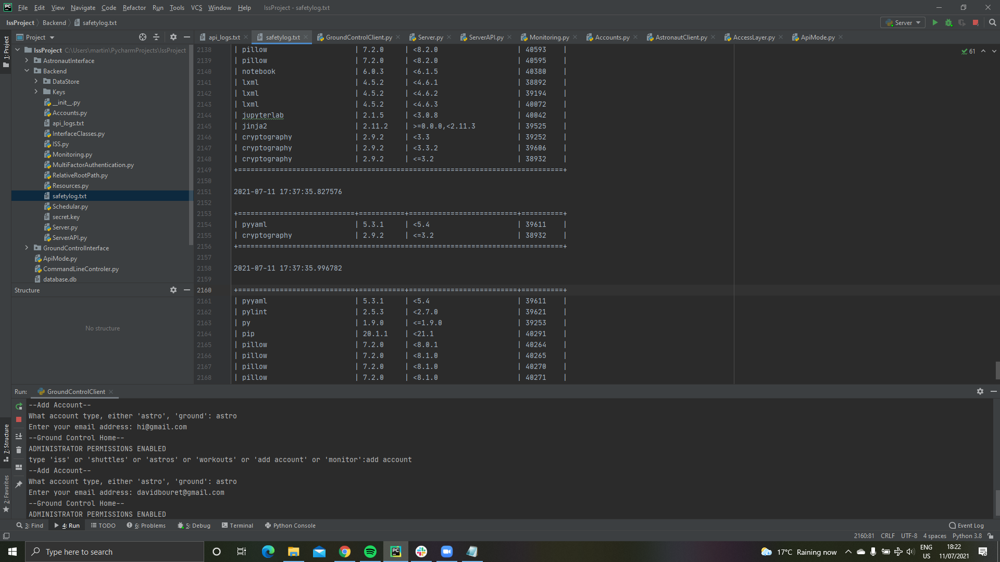 File Edit View Navigate Code Refactor Run Tools VCS Window Help IssProject - safetylog.txt
IssProject Backend safetylog.txt Server
Project
api_logs.txt safetylog.txt GroundControlClient.py Server.py ServerAPI.py Monitoring.py Accounts.py AstronautClient.py AccessLayer.py ApiMode.py
1: Project
IssProject C:\Users\martin\PycharmProjects\IssProject
AstronautInterface
Backend
DataStore
Keys
__init__.py
Accounts.py
api_logs.txt
InterfaceClasses.py
ISS.py
Monitoring.py
MultiFactorAuthentication.py
RelativeRootPath.py
Resources.py
safetylog.txt
Schedular.py
secret.key
Server.py
ServerAPI.py
GroundControlInterface
ApiMode.py
CommandLineControler.py
database.db
Structure
No structure
61
2138 | pillow | 7.2.0 | <8.2.0 | 40593 |
2139 | pillow | 7.2.0 | <8.2.0 | 40595 |
2140 | notebook | 6.0.3 | <6.1.5 | 40380 |
2141 | lxml | 4.5.2 | <4.6.1 | 38892 |
2142 | lxml | 4.5.2 | <4.6.2 | 39194 |
2143 | lxml | 4.5.2 | <4.6.3 | 40072 |
2144 | jupyterlab | 2.1.5 | <3.0.8 | 40042 |
2145 | jinja2 | 2.11.2 | >=0.0.0,<2.11.3 | 39525 |
2146 | cryptography | 2.9.2 | <3.3 | 39252 |
2147 | cryptography | 2.9.2 | <3.3.2 | 39606 |
2148 | cryptography | 2.9.2 | <=3.2 | 38932 |
2149 +==============================================================================+
2150
2151 2021-07-11 17:37:35.827576
2152
2153 +============================+===========+==========================+==========+
2154 | pyyaml | 5.3.1 | <5.4 | 39611 |
2155 | cryptography | 2.9.2 | <=3.2 | 38932 |
2156 +==============================================================================+
2157
2158 2021-07-11 17:37:35.996782
2159
2160 +============================+===========+==========================+==========+
2161 | pyyaml | 5.3.1 | <5.4 | 39611 |
2162 | pylint | 2.5.3 | <2.7.0 | 39621 |
2163 | py | 1.9.0 | <=1.9.0 | 39253 |
2164 | pip | 20.1.1 | <21.1 | 40291 |
2165 | pillow | 7.2.0 | <8.0.1 | 40264 |
2166 | pillow | 7.2.0 | <8.1.0 | 40265 |
2167 | pillow | 7.2.0 | <8.1.0 | 40270 |
2168 | pillow | 7.2.0 | <8.1.0 | 40271 |
Run: GroundControlClient
--Add Account--
What account type, either 'astro', 'ground': astro
Enter your email address: hi@gmail.com
--Ground Control Home--
ADMINISTRATOR PERMISSIONS ENABLED
type 'iss' or 'shuttles' or 'astros' or 'workouts' or 'add account' or 'monitor':add account
--Add Account--
What account type, either 'astro', 'ground': astro
Enter your email address: davidbouret@gmail.com
--Ground Control Home--
ADMINISTRATOR PERMISSIONS ENABLED
7: Structure
2: Favorites
3: Find 4: Run TODO 6: Problems 5: Debug Terminal Python Console Event Log
2160:81 CRLF UTF-8 4 spaces Python 3.8
Type here to search PC 17°C Raining now ENG US 18:22 11/07/2021